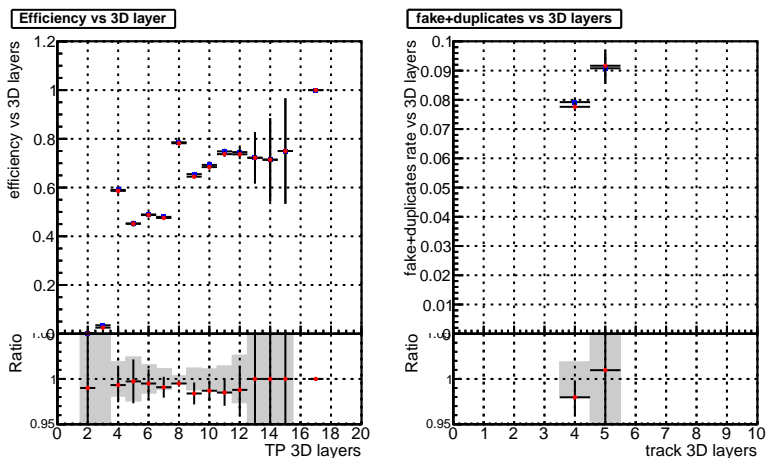 Efficiency vs 3D layer
efficiency vs 3D layers
1.2
1
0.8
0.6
0.4
0.2
0
Ratio
1
0.95
0 2 4 6 8 10 12 14 16 18 20
TP 3D layers
fake+duplicates vs 3D layers
fake+duplicates rate vs 3D layers
0.1
0.09
0.08
0.07
0.06
0.05
0.04
0.03
0.02
0.01
0
Ratio
1
0.95
0 1 2 3 4 5 6 7 8 9 10
track 3D layers